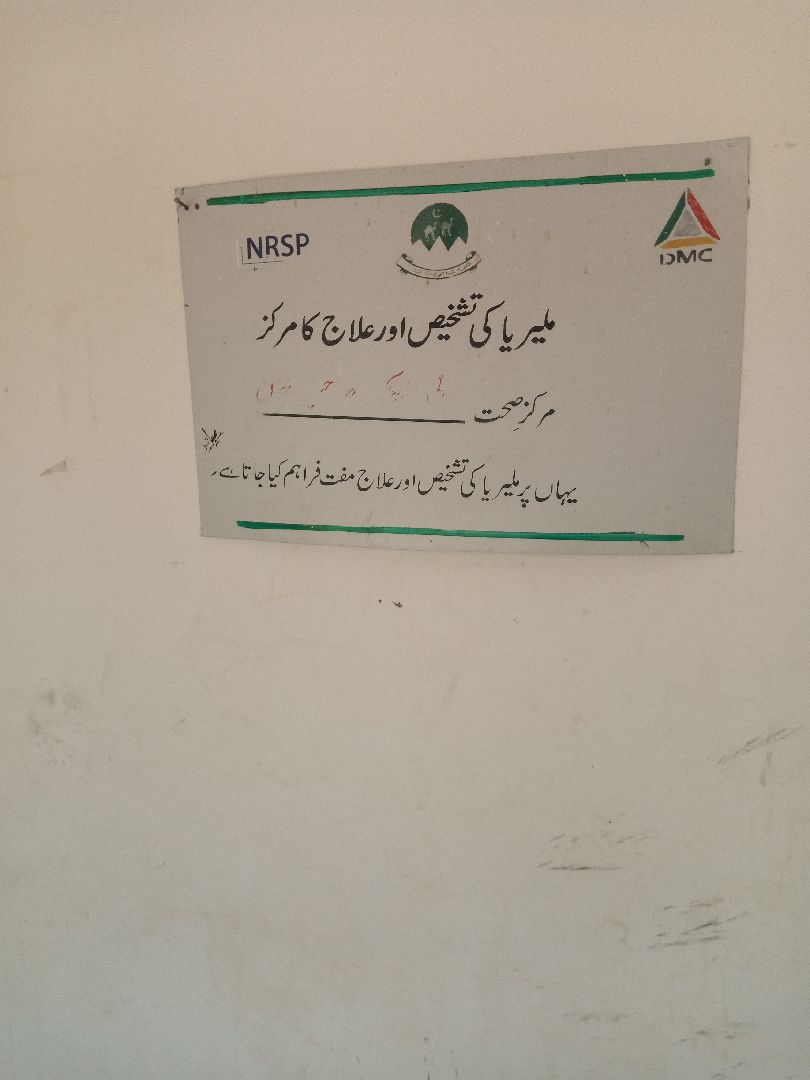 NRSP
DMC
ملیریا کی تشخیص اور علاج کا مرکز
مرکز صحت
یہاں پر ملیریا کی تشخیص اور علاج مفت فراہم کیا جاتا ہے۔